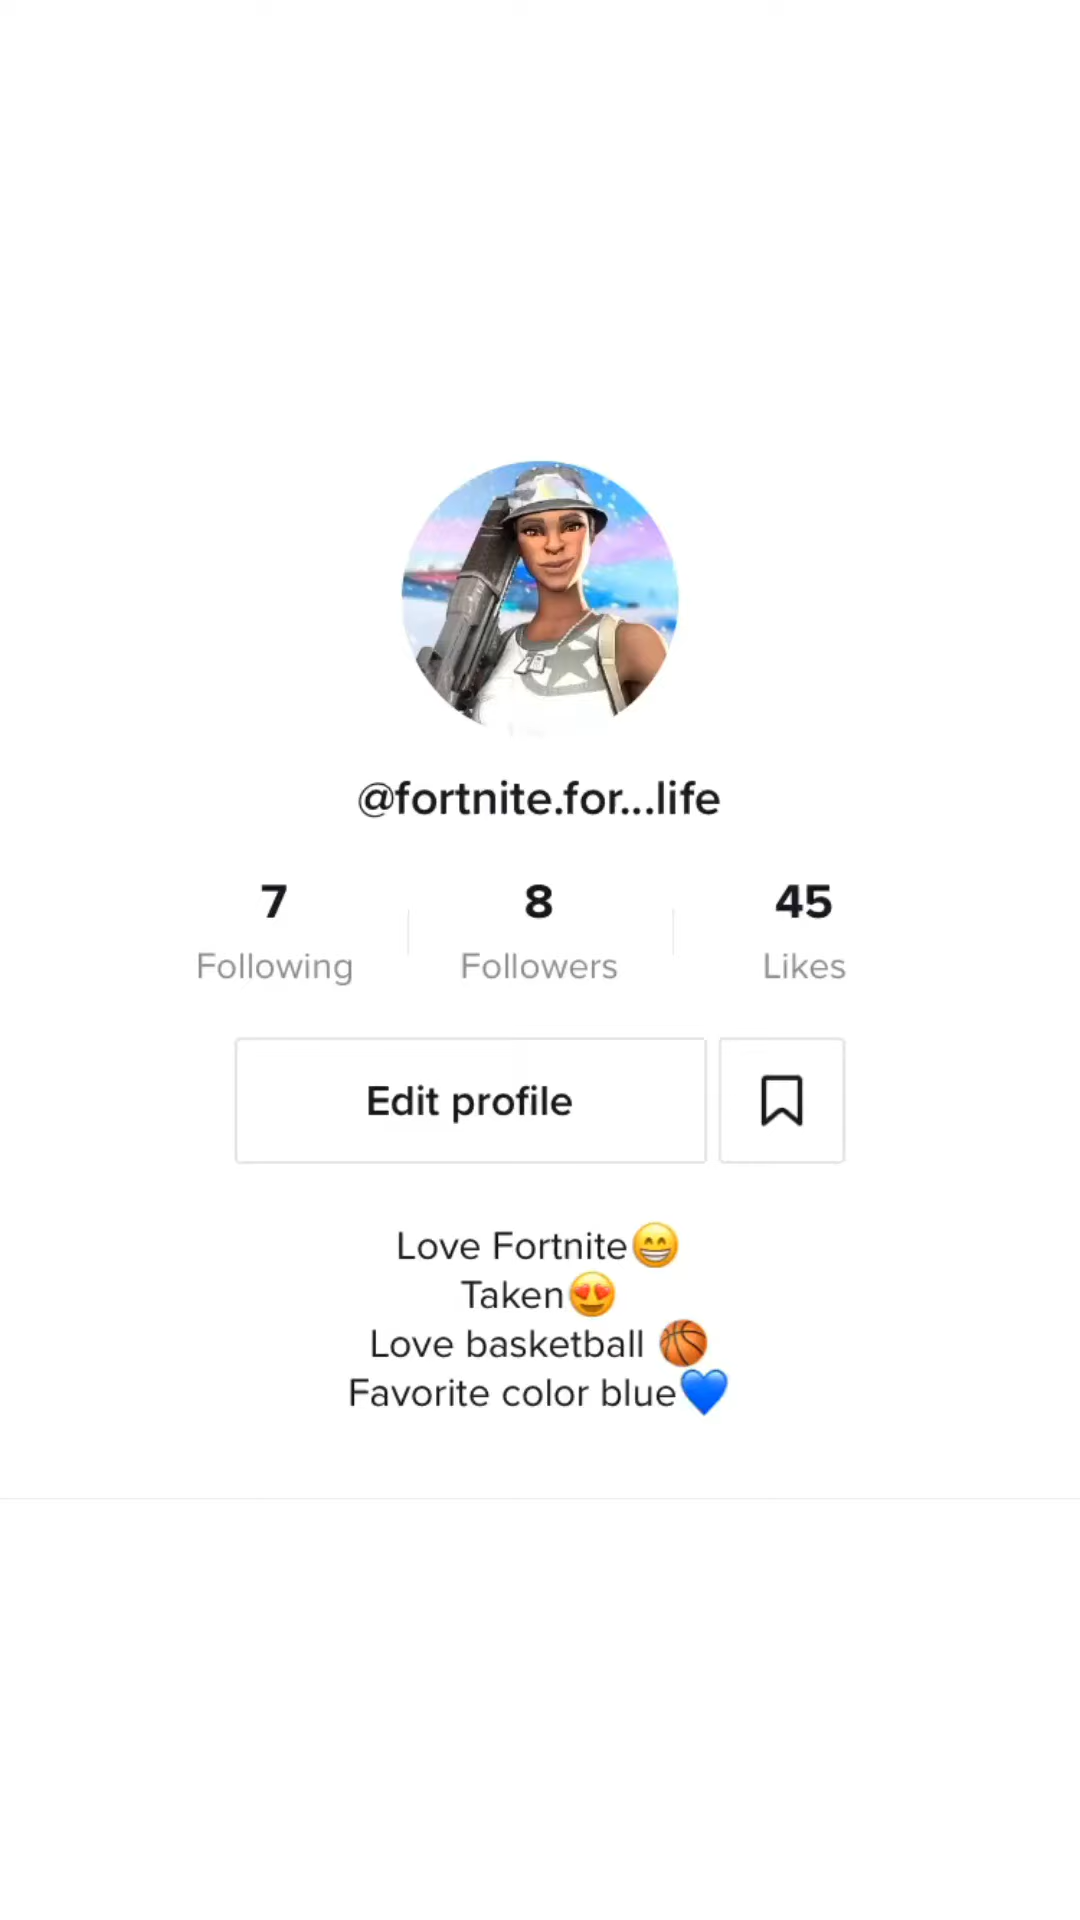 @fortnite.for...life
7 8 45
Following Followers Likes
Edit profile
Love Fortnite😁
Taken😍
Love basketball 🏀
Favorite color blue💙